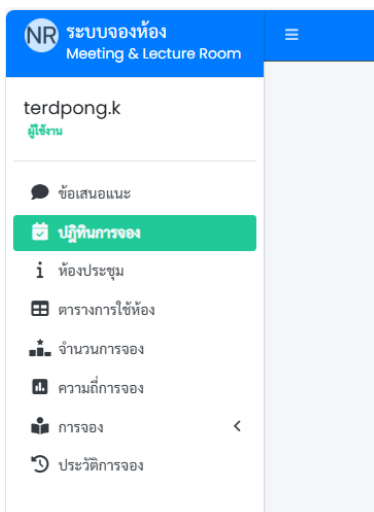 NR
ระบบจองห้อง
Meeting & Lecture Room
terdpong.k
ผู้ใช้งาน
ข้อเสนอแนะ
ปฎิทินการจอง
ห้องประชุม
ตารางการใช้ห้อง
จำนวนการจอง
ความถี่การจอง
การจอง
ประวัติการจอง